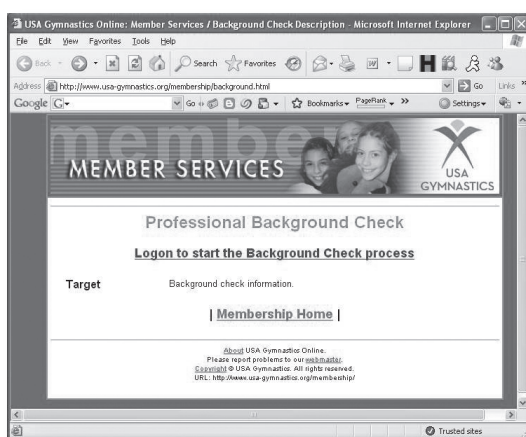 USA Gymnastics Online: Member Services / Background Check Description - Microsoft Internet Explorer
File Edit View Favorites Tools Help
Back Search Favorites
Address http://www.usa-gymnastics.org/membership/background.html Go Links »
Google G Go Bookmarks PageRank » Settings
member
MEMBER SERVICES
USA
GYMNASTICS
Professional Background Check
Logon to start the Background Check process
Target Background check information.
| Membership Home |
About USA Gymnastics Online.
Please report problems to our webmaster.
Copyright © USA Gymnastics. All rights reserved.
URL: http://www.usa-gymnastics.org/membership/
Trusted sites